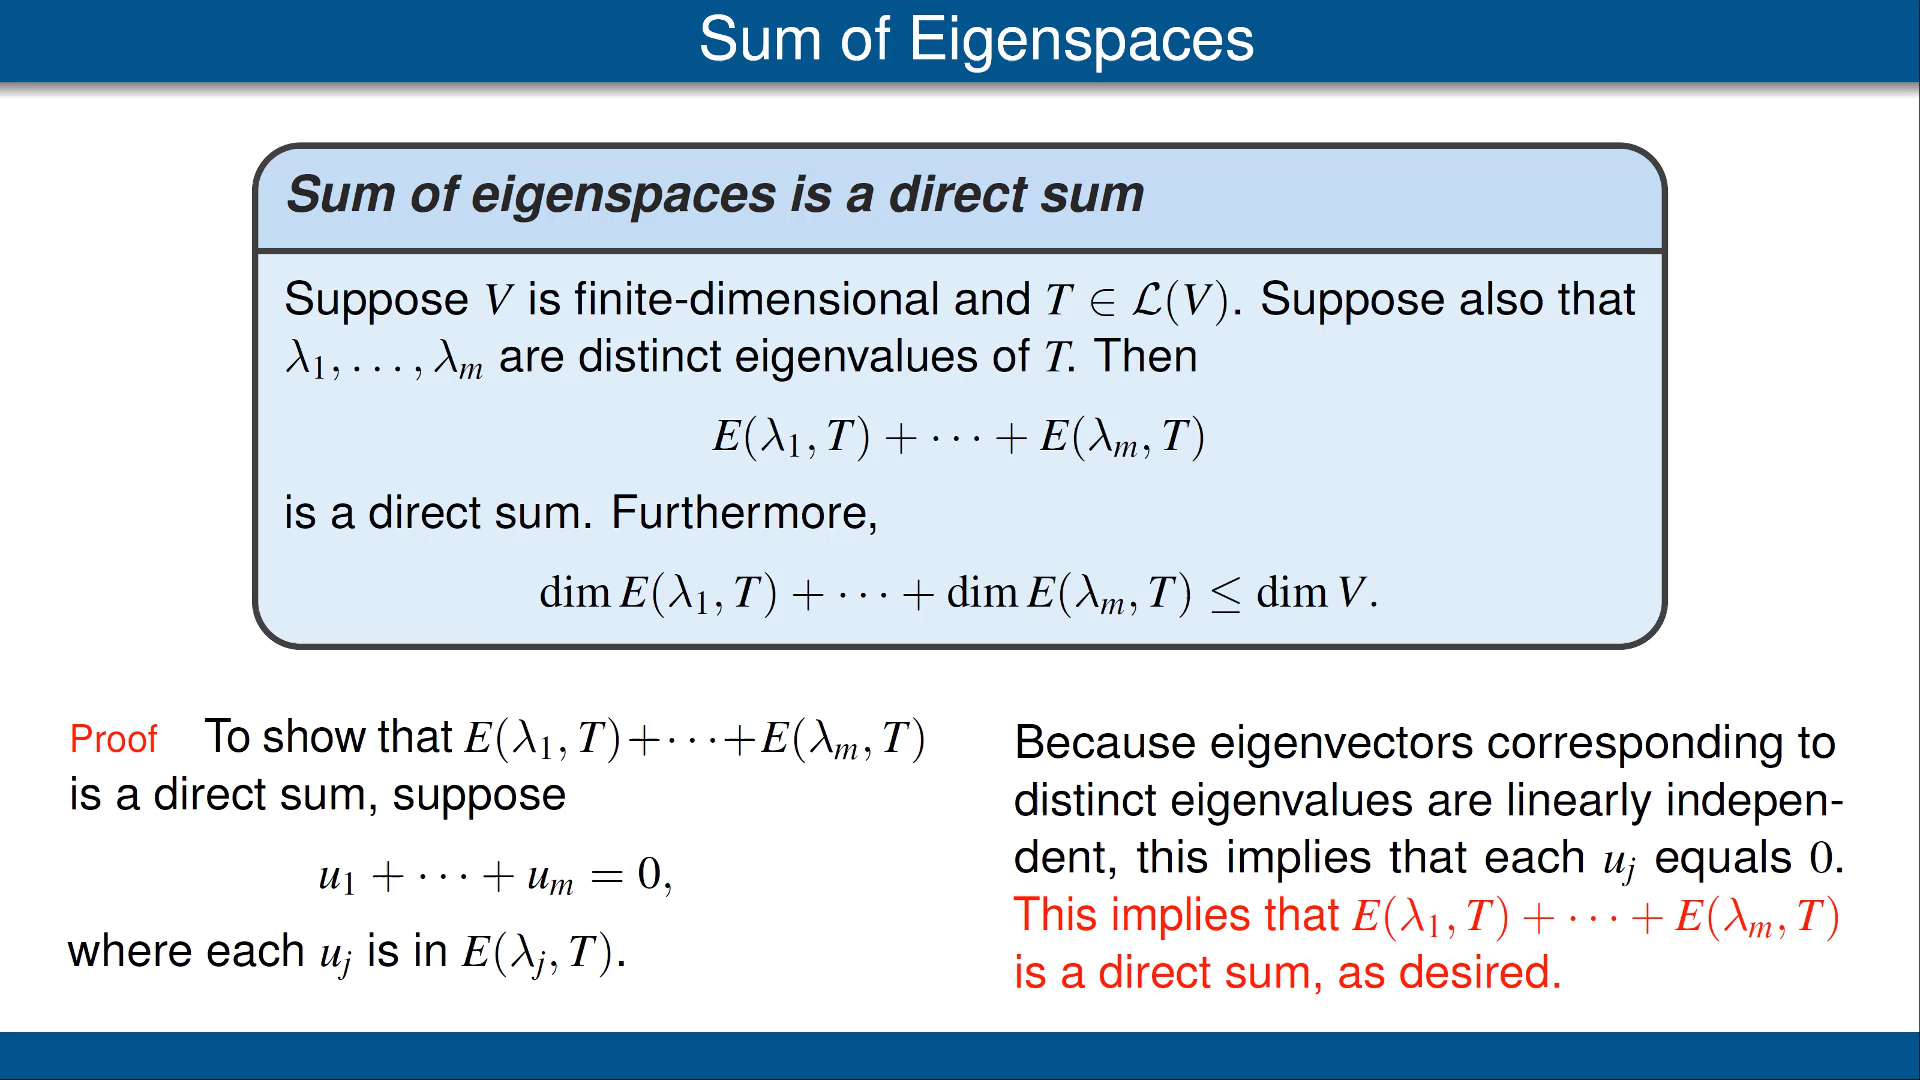 Sum of Eigenspaces
Sum of eigenspaces is a direct sum
Suppose V is finite-dimensional and T ∈ ℒ(V). Suppose also that
λ₁, . . . , λₘ are distinct eigenvalues of T. Then
E(λ₁, T) + · · · + E(λₘ, T)
is a direct sum. Furthermore,
dim E(λ₁, T) + · · · + dim E(λₘ, T) ≤ dim V.
Proof To show that E(λ₁, T)+· · ·+E(λₘ, T)
is a direct sum, suppose
u₁ + · · · + uₘ = 0,
where each uⱼ is in E(λⱼ, T).
Because eigenvectors corresponding to
distinct eigenvalues are linearly indepen-
dent, this implies that each uⱼ equals 0.
This implies that E(λ₁, T) + · · · + E(λₘ, T)
is a direct sum, as desired.